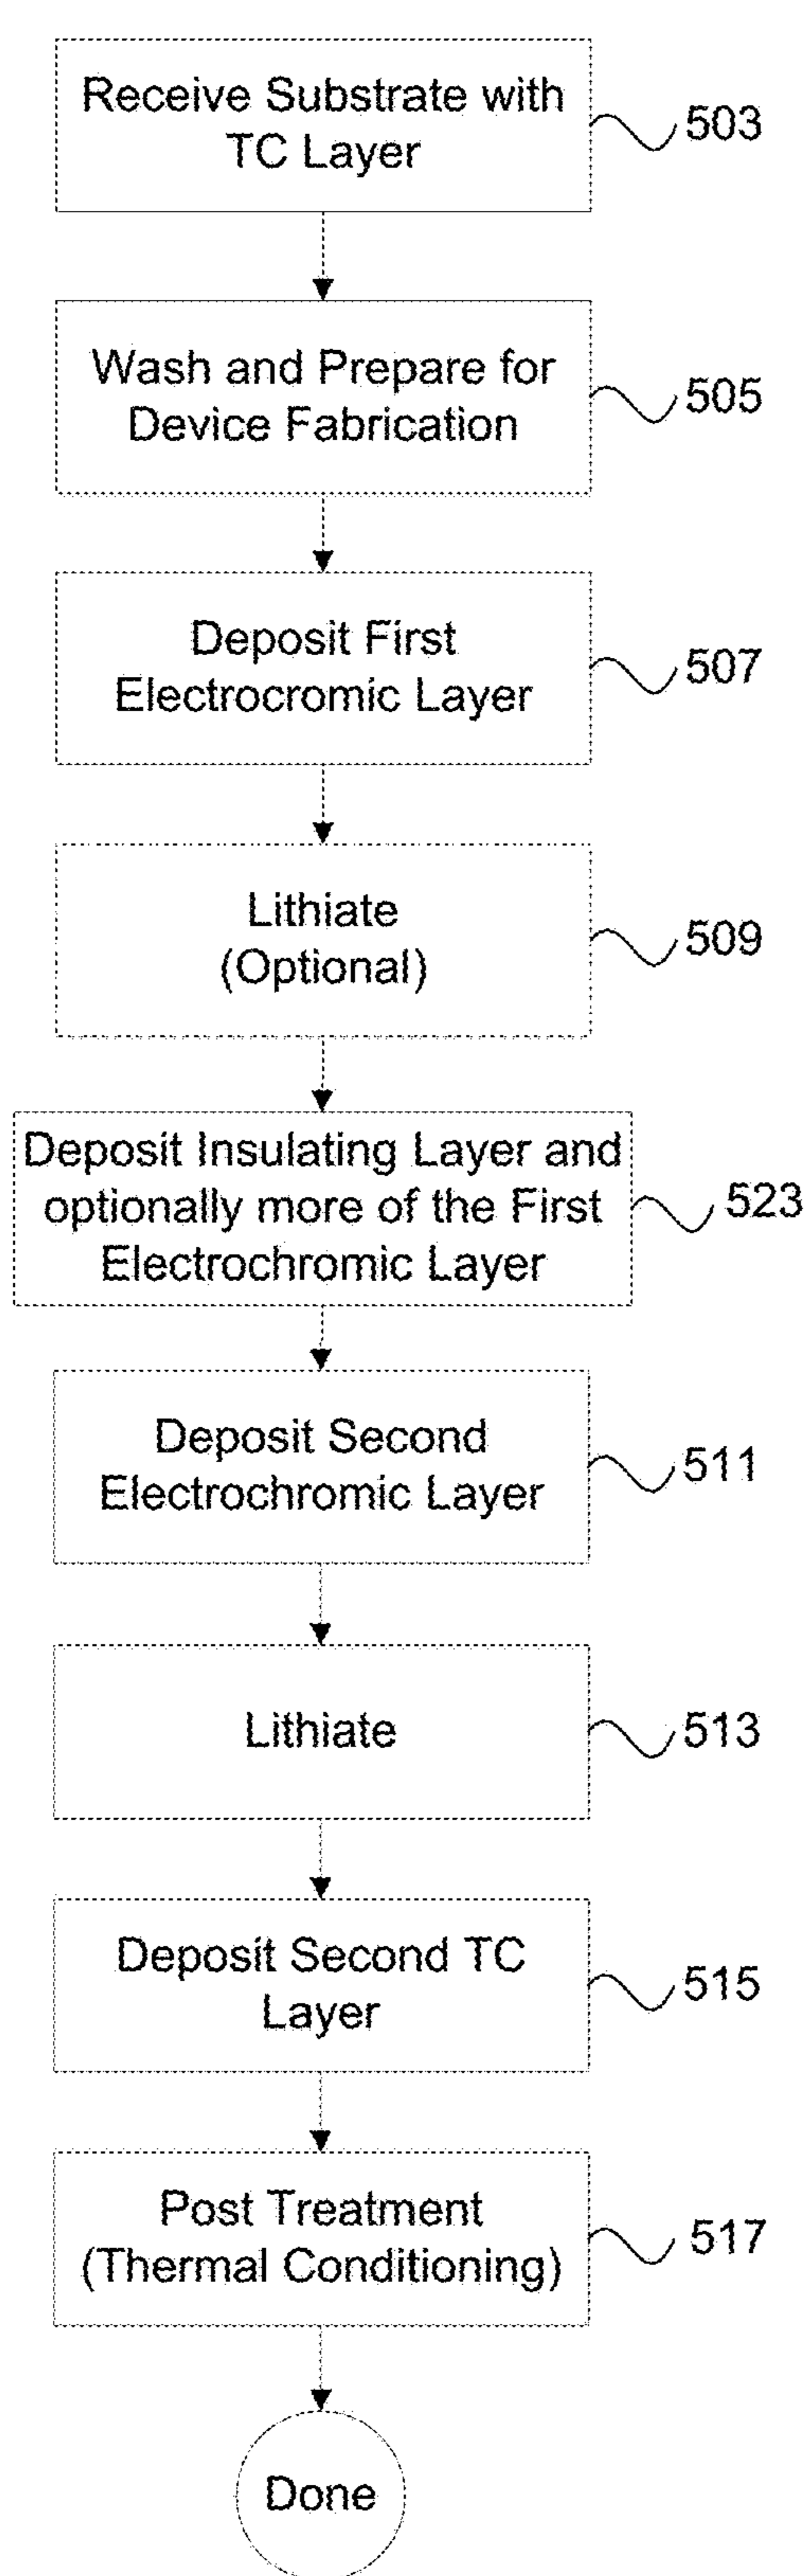 Receive Substrate with
TC Layer
503
Wash and Prepare for
Device Fabrication
505
Deposit First
Electrocromic Layer
507
Lithiate
(Optional)
509
Deposit Insulating Layer and
optionally more of the First
Electrochromic Layer
523
Deposit Second
Electrochromic Layer
511
Lithiate
513
Deposit Second TC
Layer
515
Post Treatment
(Thermal Conditioning)
517
Done